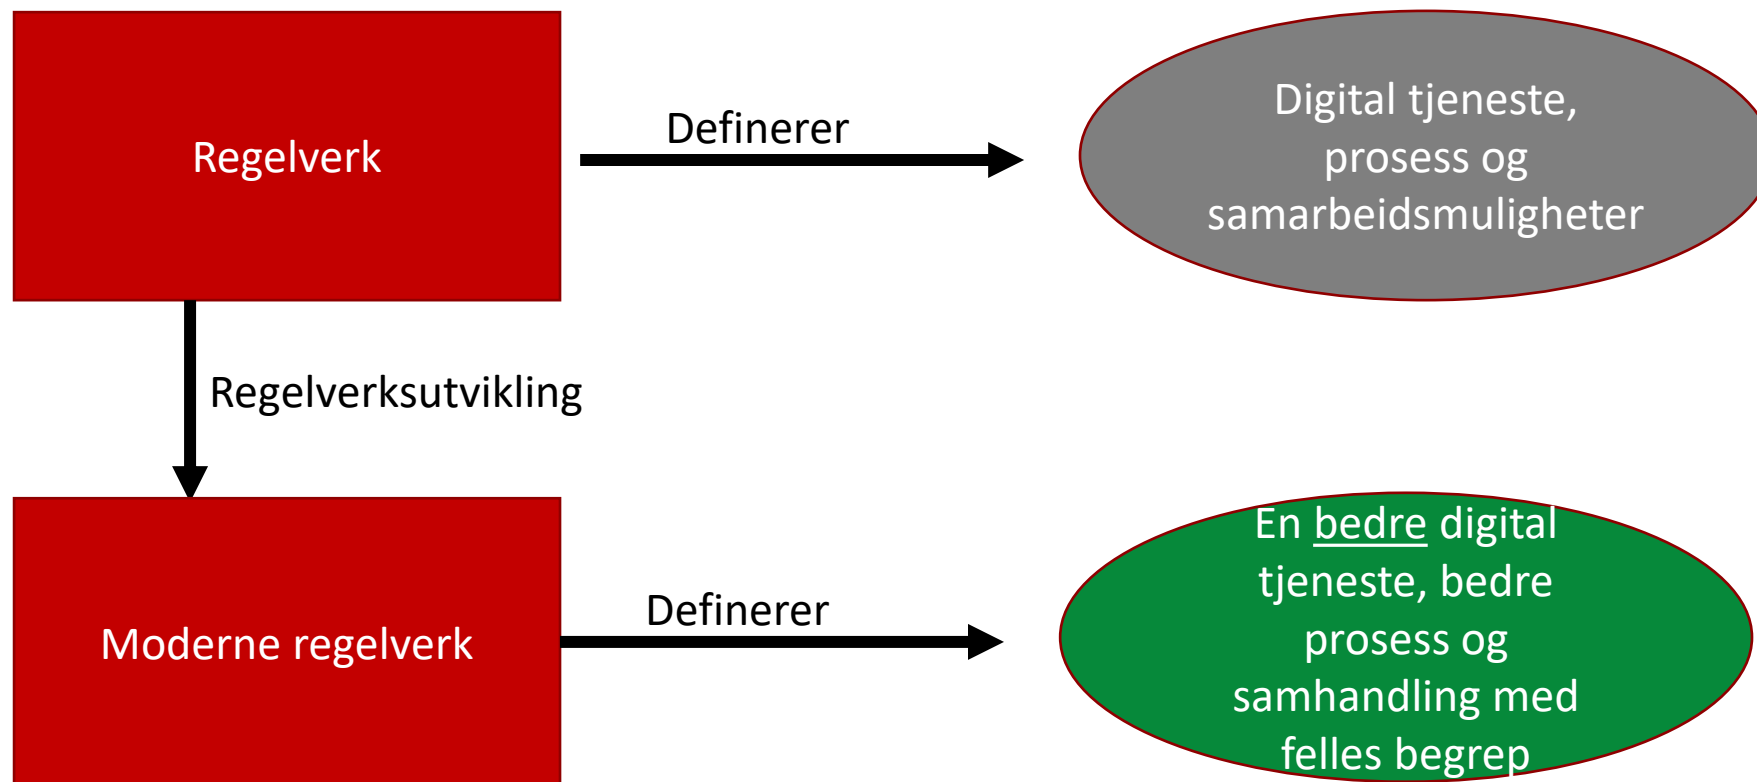 Regelverk
Definerer
Digital tjeneste,
prosess og
samarbeidsmuligheter
Regelverksutvikling
Moderne regelverk
Definerer
En bedre digital
tjeneste, bedre
prosess og
samhandling med
felles begrep